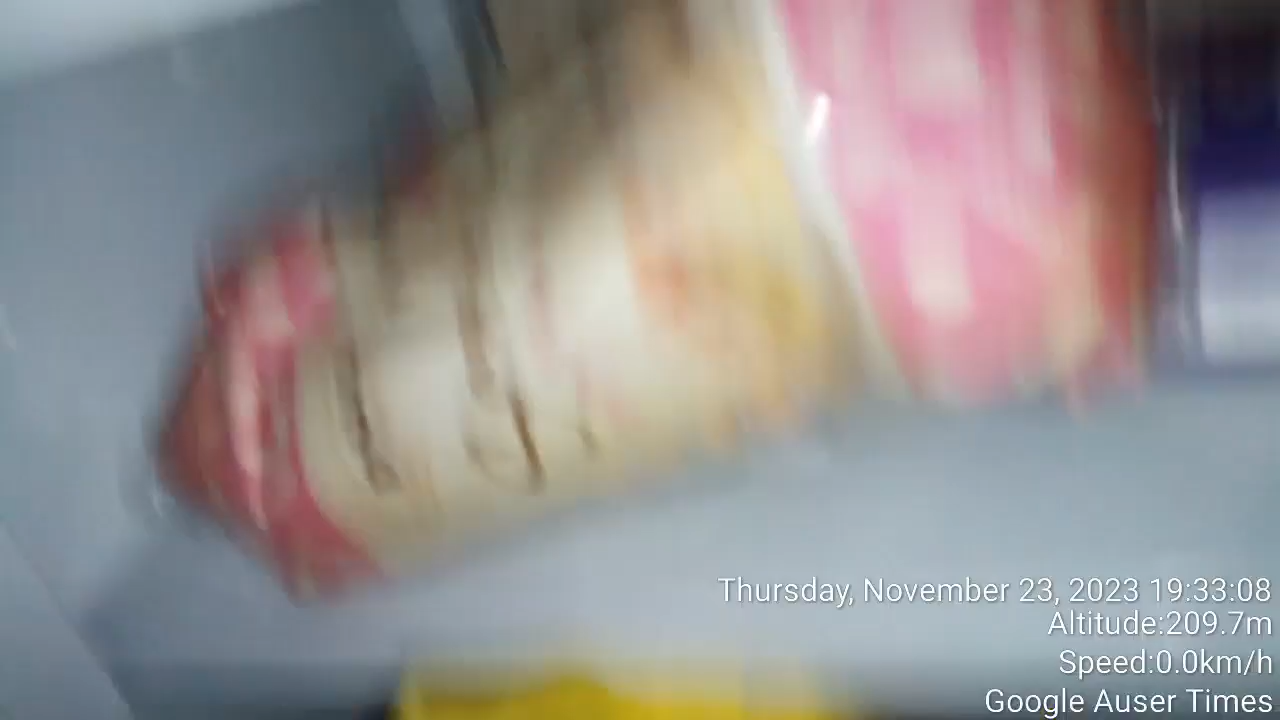 Thursday, November 23, 2023 19:33:08
Altitude:209.7m
Speed:0.0km/h
Google Auser Times